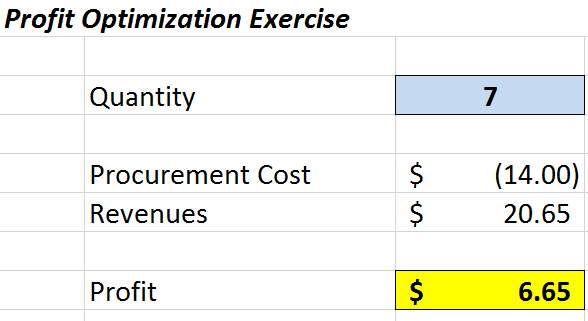 Profit Optimization Exercise
Quantity 7
Procurement Cost $ (14.00)
Revenues $ 20.65
Profit $ 6.65